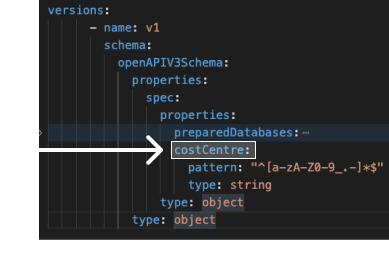 versions:
- name: v1
schema:
openAPIV3Schema:
properties:
spec:
properties:
preparedDatabases:⋯
costCentre:
pattern: "^[a-zA-Z0-9_.-]*$"
type: string
type: object
type: object